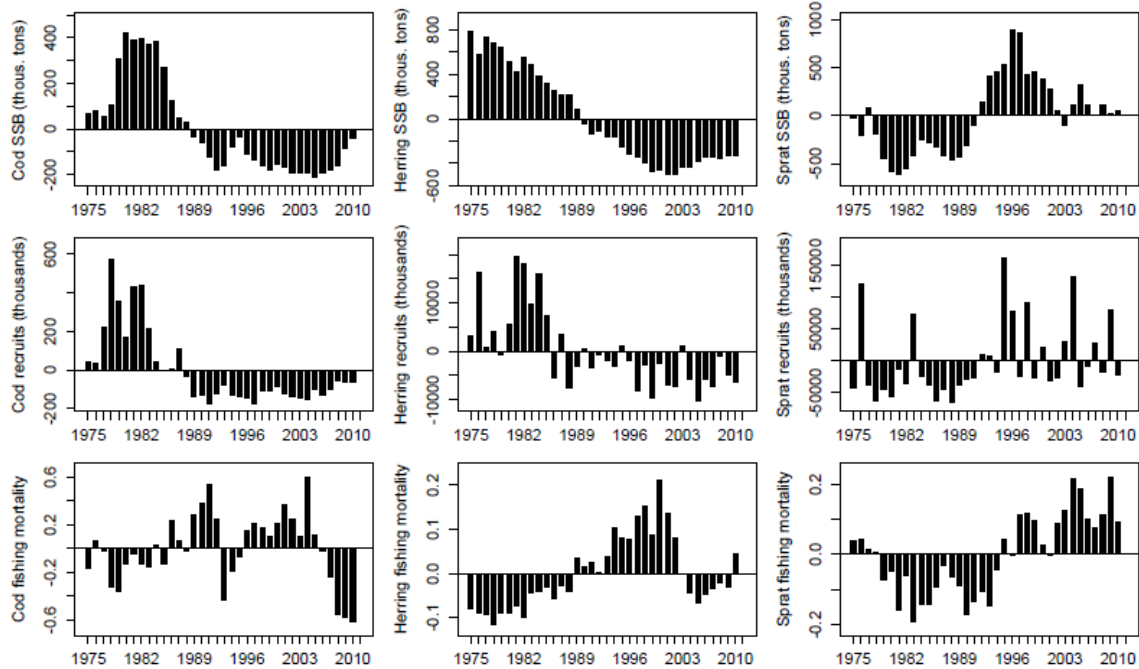 Cod SSB (thous. tons)
400
200
0
-200
1975 1982 1989 1996 2003 2010
Herring SSB (thous. tons)
800
400
0
-600
1975 1982 1989 1996 2003 2010
Sprat SSB (thous. tons)
1000
500
0
-500
1975 1982 1989 1996 2003 2010
Cod recruits (thousands)
600
200
0
-200
1975 1982 1989 1996 2003 2010
Herring recruits (thousands)
10000
0
-10000
1975 1982 1989 1996 2003 2010
Sprat recruits (thousands)
150000
50000
-50000
1975 1982 1989 1996 2003 2010
Cod fishing mortality
0.6
0.2
-0.2
-0.6
1975 1982 1989 1996 2003 2010
Herring fishing mortality
0.2
0.1
0.0
-0.1
1975 1982 1989 1996 2003 2010
Sprat fishing mortality
0.2
0.0
-0.2
1975 1982 1989 1996 2003 2010